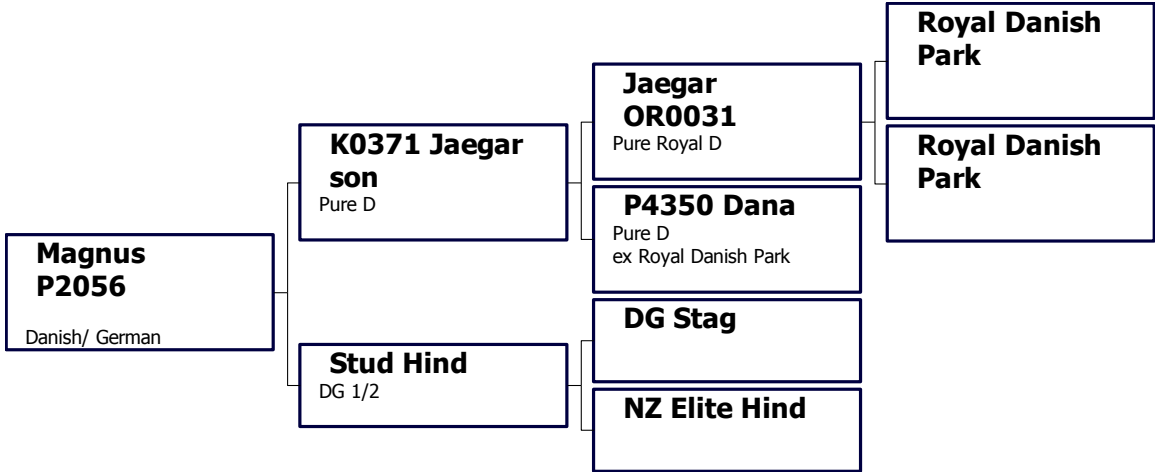 Magnus
P2056
Danish/ German
K0371 Jaegar
son
Pure D
Stud Hind
DG 1/2
Jaegar
OR0031
Pure Royal D
P4350 Dana
Pure D
ex Royal Danish Park
DG Stag
NZ Elite Hind
Royal Danish
Park
Royal Danish
Park